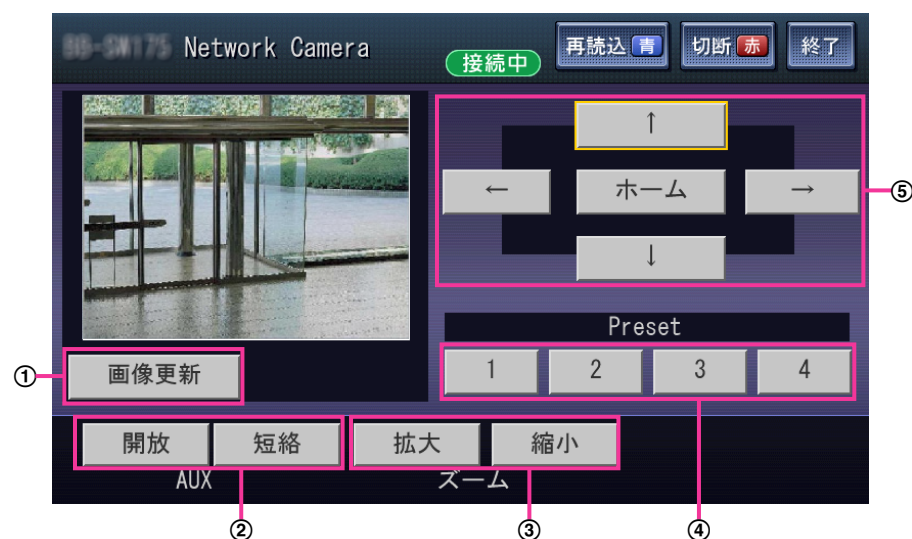 Network Camera
接続中
再読込 青
切断 赤
終了
↑
← ホーム →
↓
⑤
Preset
1 2 3 4
① 画像更新
開放 短絡 拡大 縮小
AUX ズーム
② ③ ④